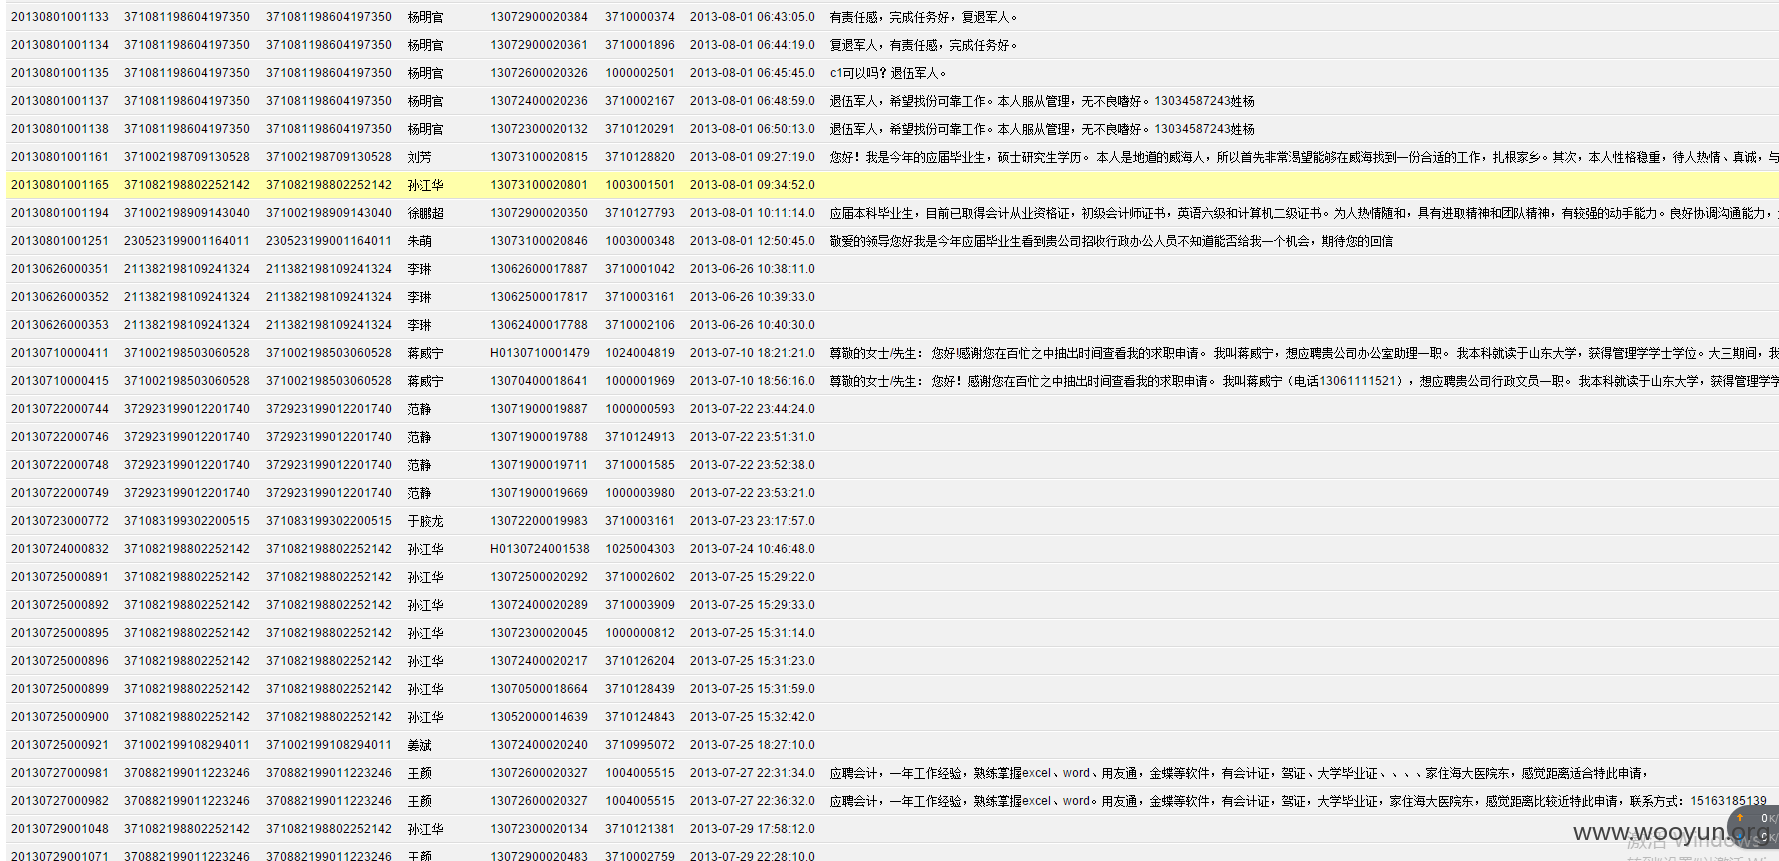 20130801001133 371081198604197350 371081198604197350 杨明官 13072900020384 3710000374 2013-08-01 06:43:05.0 有责任感，完成任务好，复退军人。
20130801001134 371081198604197350 371081198604197350 杨明官 13072900020361 3710001896 2013-08-01 06:44:19.0 复退军人，有责任感，完成任务好。
20130801001135 371081198604197350 371081198604197350 杨明官 13072600020326 1000002501 2013-08-01 06:45:45.0 c1可以吗？退伍军人。
20130801001137 371081198604197350 371081198604197350 杨明官 13072400020236 3710002167 2013-08-01 06:48:59.0 退伍军人，希望找份可靠工作。本人服从管理，无不良嗜好。13034587243姓杨
20130801001138 371081198604197350 371081198604197350 杨明官 13072300020132 3710120291 2013-08-01 06:50:13.0 退伍军人，希望找份可靠工作。本人服从管理，无不良嗜好。13034587243姓杨
20130801001161 371002198709130528 371002198709130528 刘芳 13073100020815 3710128820 2013-08-01 09:27:19.0 您好！我是今年的应届毕业生，硕士研究生学历。 本人是地道的威海人，所以首先非常渴望能够在威海找到一份合适的工作，扎根家乡。其次，本人性格稳重，待人热情、真诚，与
20130801001165 371082198802252142 371082198802252142 孙江华 13073100020801 1003001501 2013-08-01 09:34:52.0
20130801001194 371002198909143040 371002198909143040 徐鹏超 13072900020350 3710127793 2013-08-01 10:11:14.0 应届本科毕业生，目前已取得会计从业资格证，初级会计师证书，英语六级和计算机二级证书。为人热情随和，具有进取精神和团队精神，有较强的动手能力。良好协调沟通能力，
20130801001251 230523199001164011 230523199001164011 朱萌 13073100020846 1003000348 2013-08-01 12:50:45.0 敬爱的领导您好我是今年应届毕业生看到贵公司招收行政办公人员不知道能否给我一个机会，期待您的回信
20130626000351 211382198109241324 211382198109241324 李琳 13062600017887 3710001042 2013-06-26 10:38:11.0
20130626000352 211382198109241324 211382198109241324 李琳 13062500017817 3710003161 2013-06-26 10:39:33.0
20130626000353 211382198109241324 211382198109241324 李琳 13062400017788 3710002106 2013-06-26 10:40:30.0
20130710000411 371002198503060528 371002198503060528 蒋威宁 H0130710001479 1024004819 2013-07-10 18:21:21.0 尊敬的女士/先生： 您好!感谢您在百忙之中抽出时间查看我的求职申请。 我叫蒋威宁，想应聘贵公司办公室助理一职。 我本科就读于山东大学，获得管理学学士学位。大三期间，我
20130710000415 371002198503060528 371002198503060528 蒋威宁 13070400018641 1000001969 2013-07-10 18:56:16.0 尊敬的女士/先生： 您好！感谢您在百忙之中抽出时间查看我的求职申请。 我叫蒋威宁（电话13061111521），想应聘贵公司行政文员一职。 我本科就读于山东大学，获得管理学学
20130722000744 372923199012201740 372923199012201740 范静 13071900019887 1000000593 2013-07-22 23:44:24.0
20130722000746 372923199012201740 372923199012201740 范静 13071900019788 3710124913 2013-07-22 23:51:31.0
20130722000748 372923199012201740 372923199012201740 范静 13071900019711 3710001585 2013-07-22 23:52:38.0
20130722000749 372923199012201740 372923199012201740 范静 13071900019669 1000003980 2013-07-22 23:53:21.0
20130723000772 371083199302200515 371083199302200515 于胶龙 13072200019983 3710003161 2013-07-23 23:17:57.0
20130724000832 371082198802252142 371082198802252142 孙江华 H0130724001538 1025004303 2013-07-24 10:46:48.0
20130725000891 371082198802252142 371082198802252142 孙江华 13072500020292 3710002602 2013-07-25 15:29:22.0
20130725000892 371082198802252142 371082198802252142 孙江华 13072400020289 3710003909 2013-07-25 15:29:33.0
20130725000895 371082198802252142 371082198802252142 孙江华 13072300020045 1000000812 2013-07-25 15:31:14.0
20130725000896 371082198802252142 371082198802252142 孙江华 13072400020217 3710126204 2013-07-25 15:31:23.0
20130725000899 371082198802252142 371082198802252142 孙江华 13070500018664 3710128439 2013-07-25 15:31:59.0
20130725000900 371082198802252142 371082198802252142 孙江华 13052000014639 3710124843 2013-07-25 15:32:42.0
20130725000921 371002199108294011 371002199108294011 姜斌 13072400020240 3710995072 2013-07-25 18:27:10.0
20130727000981 370882199011223246 370882199011223246 王颜 13072600020327 1004005515 2013-07-27 22:31:34.0 应聘会计，一年工作经验，熟练掌握excel、word、用友通，金蝶等软件，有会计证，驾证、大学毕业证、、、、家住海大医院东，感觉距离适合特此申请，
20130727000982 370882199011223246 370882199011223246 王颜 13072600020327 1004005515 2013-07-27 22:36:32.0 应聘会计，一年工作经验，熟练掌握excel、word。用友通，金蝶等软件，有会计证，驾证，大学毕业证，家住海大医院东，感觉距离比较近特此申请，联系方式：15163185139
20130729001048 371082198802252142 371082198802252142 孙江华 13072300020134 3710121381 2013-07-29 17:58:12.0
20130729001071 370882199011223246 370882199011223246 王颜 13072900020483 3710002759 2013-07-29 22:28:10.0
0K/
0K/
www.wooyun.org
激活 Windows